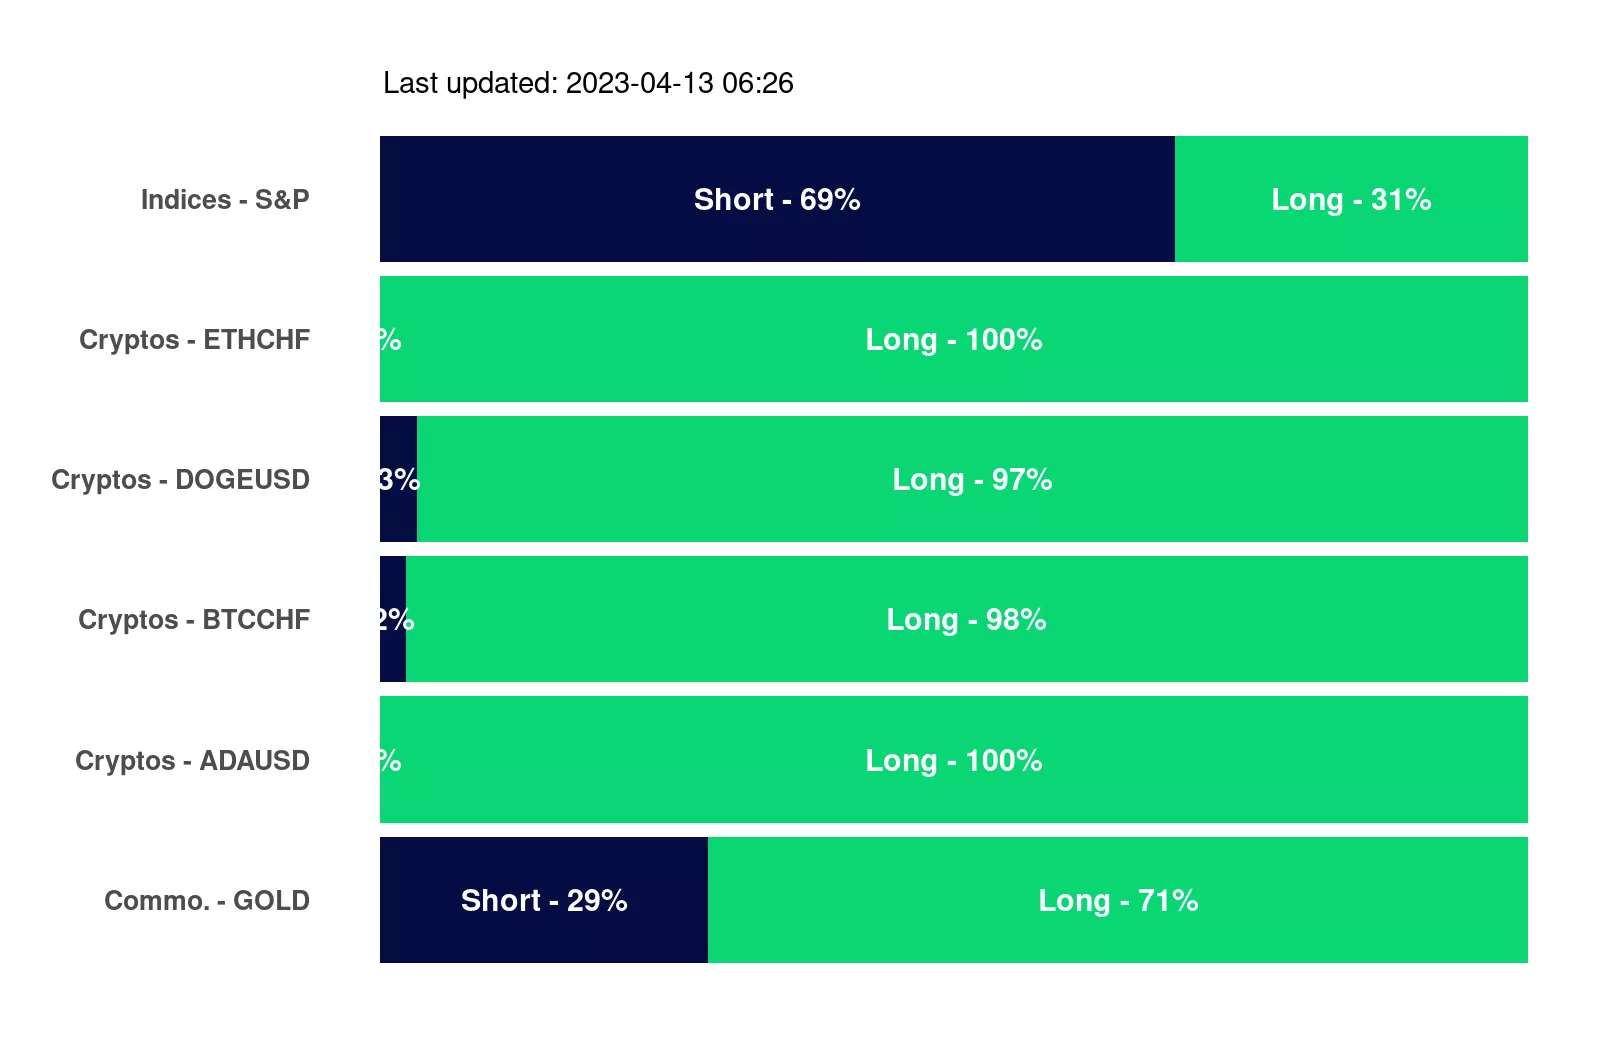 Last updated: 2023-04-13 06:26
Indices - S&P Short - 69% Long - 31%
Cryptos - ETHCHF % Long - 100%
Cryptos - DOGEUSD 3% Long - 97%
Cryptos - BTCCHF 2% Long - 98%
Cryptos - ADAUSD % Long - 100%
Commo. - GOLD Short - 29% Long - 71%